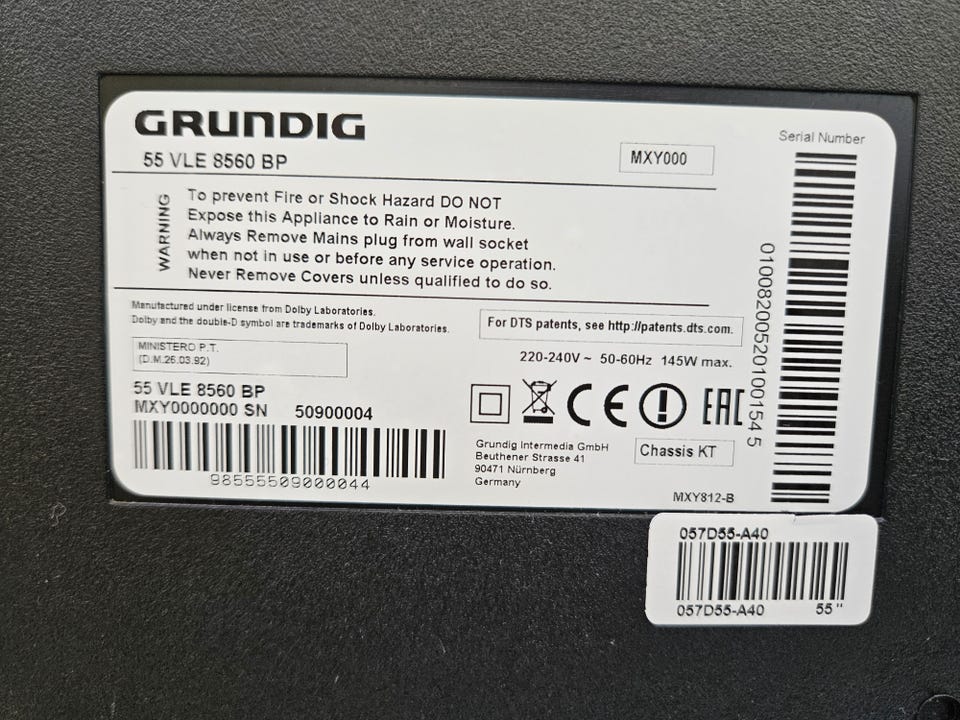 GRUNDIG
55 VLE 8560 BP
MXY000
Serial Number
WARNING
To prevent Fire or Shock Hazard DO NOT
Expose this Appliance to Rain or Moisture.
Always Remove Mains plug from wall socket
when not in use or before any service operation.
Never Remove Covers unless qualified to do so.
01008200520100154 5
Manufactured under license from Dolby Laboratories.
Dolby and the double-D symbol are trademarks of Dolby Laboratories.
For DTS patents, see http://patents.dts.com.
MINISTERO P.T.
(D.M.26.03.92)
220-240V ~ 50-60Hz 145W max.
55 VLE 8560 BP
MXY0000000 SN 50900004
98555509000044
CE
EAC
Grundig Intermedia GmbH
Beuthener Strasse 41
90471 Nürnberg
Germany
Chassis KT
MXY812-B
057D55-A40
057D55-A40 55"